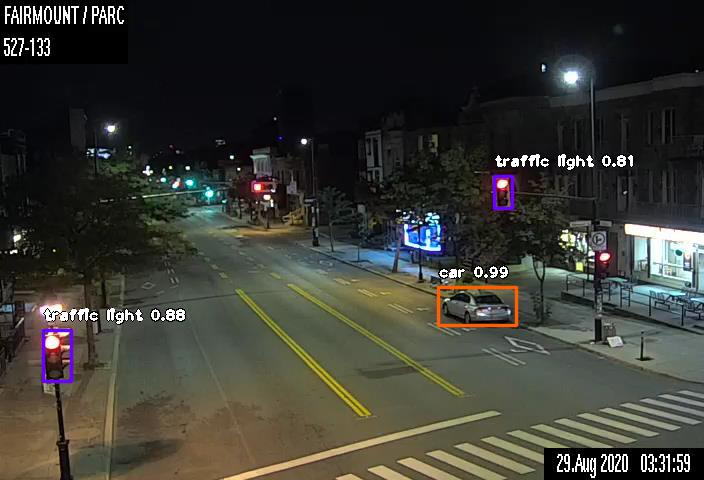 FAIRMOUNT / PARC
527-133
traffic light 0.81
car 0.99
traffic light 0.88
29.Aug 2020 03:31:59